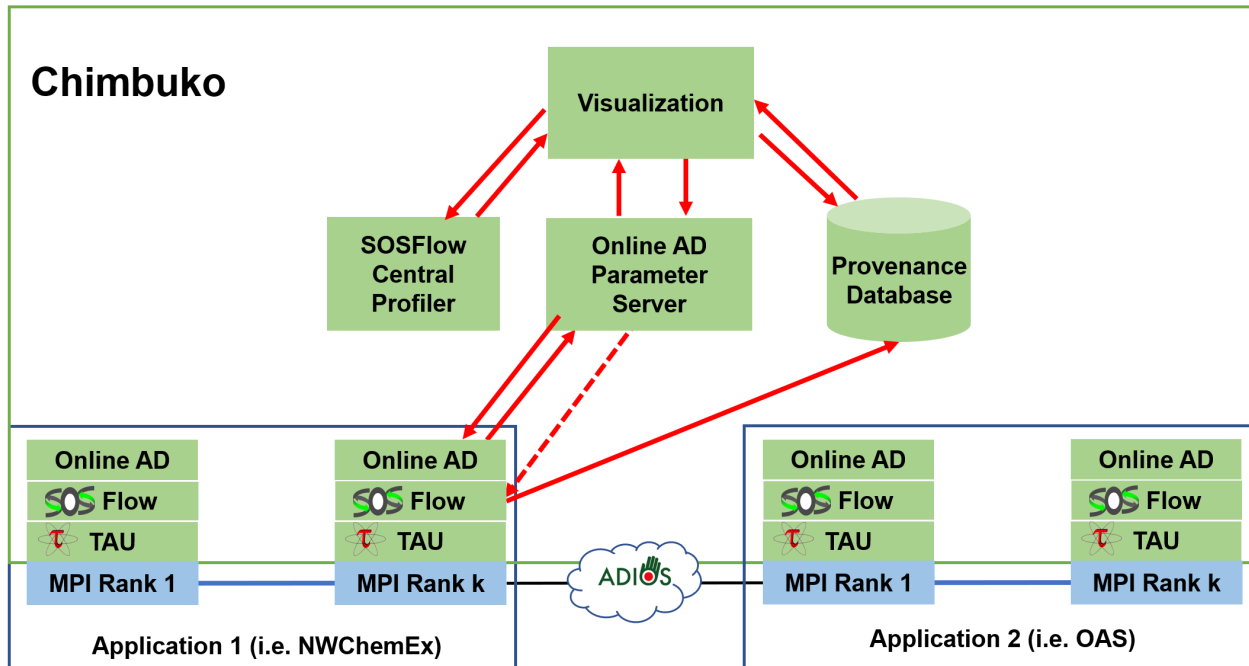 Chimbuko
Visualization
SOSFlow
Central
Profiler
Online AD
Parameter
Server
Provenance
Database
Online AD
SOS Flow
τ TAU
MPI Rank 1
Online AD
SOS Flow
τ TAU
MPI Rank k
ADIOS
Online AD
SOS Flow
τ TAU
MPI Rank 1
Online AD
SOS Flow
τ TAU
MPI Rank k
Application 1 (i.e. NWChemEx)
Application 2 (i.e. OAS)